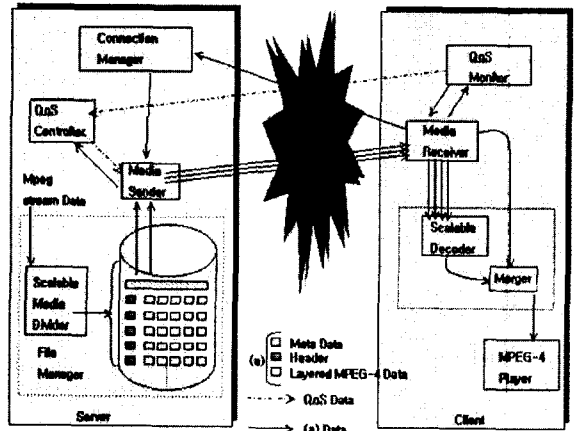 Connection
Manager
QoS
Controller
Media
Sender
Mpeg
stream Data
Scalable
Media
Divider
File
Manager
Server
QoS
Monitor
Media
Receiver
Scalable
Decoder
Merger
MPEG-4
Player
Client
(a)
Meta Data
Header
Layered MPEG-4 Data
QoS Data
(a) Data